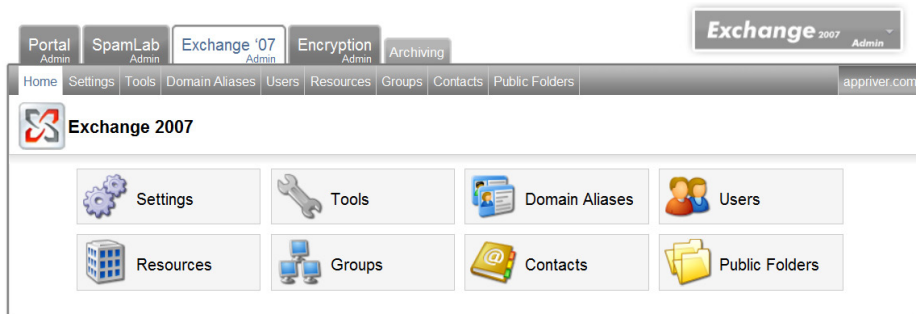 Exchange 2007 Admin
Portal Admin
SpamLab Admin
Exchange ‘07 Admin
Encryption Admin
Archiving
Home Settings Tools Domain Aliases Users Resources Groups Contacts Public Folders appriver.com
Exchange 2007
Settings Tools Domain Aliases Users
Resources Groups Contacts Public Folders